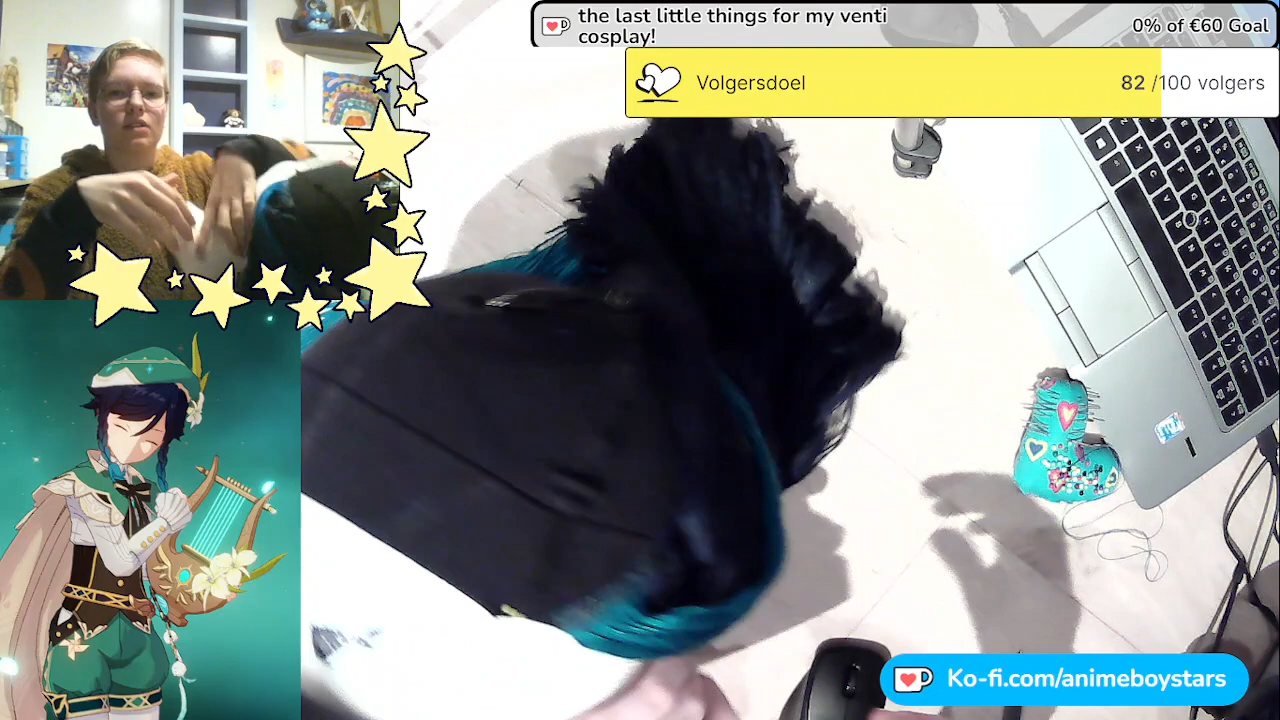 the last little things for my venti
cosplay!
0% of €60 Goal
Volgersdoel
82 /100 volgers
Ko-fi.com/animeboystars